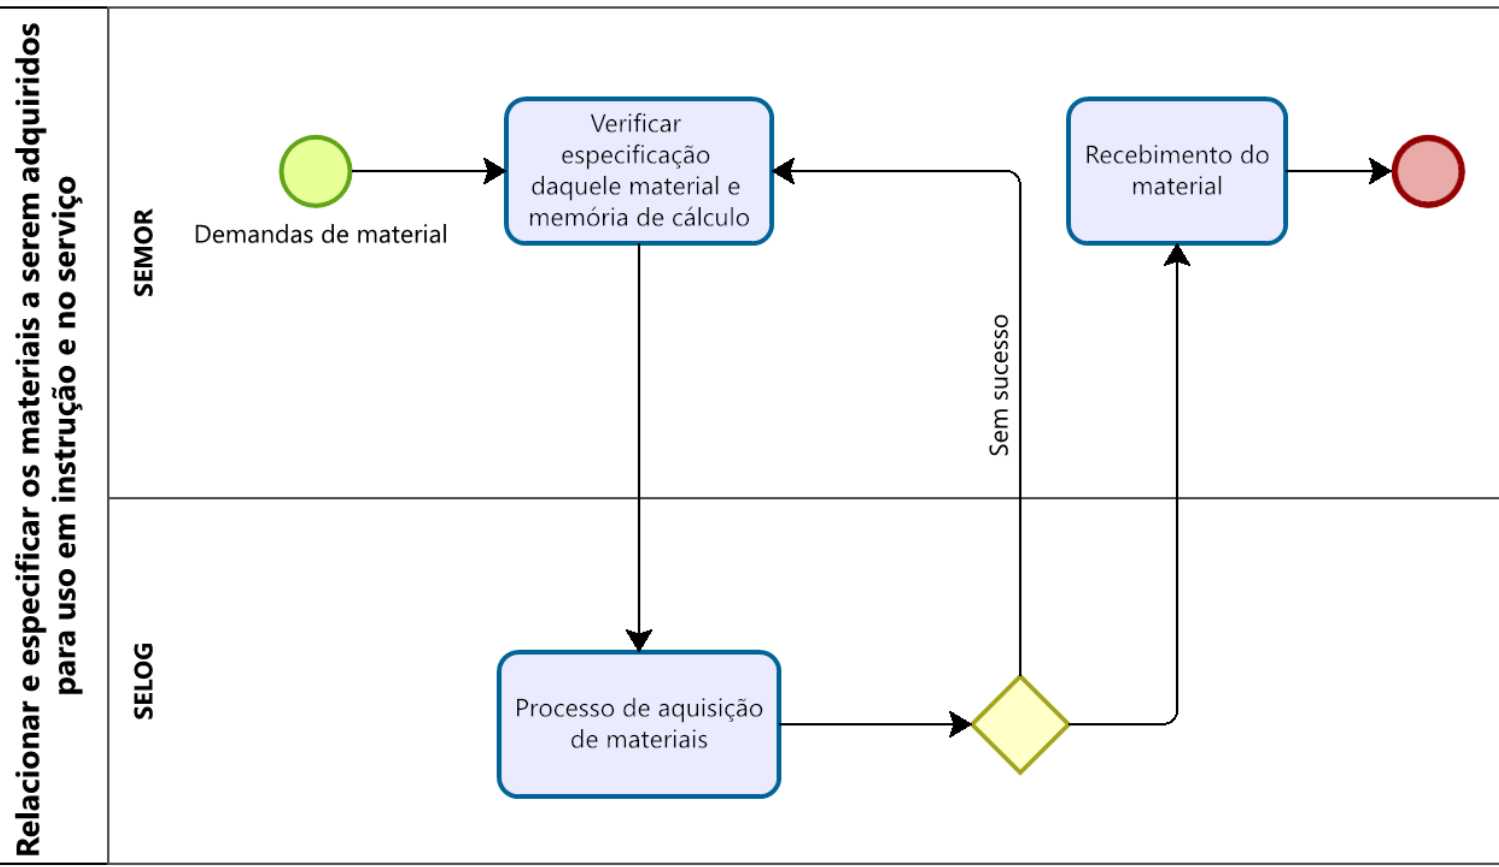 Relacionar e especificar os materiais a serem adquiridos
para uso em instrução e no serviço
SEMOR
Demandas de material
Verificar
especificação
daquele material e
memória de cálculo
Recebimento do
material
Sem sucesso
SELOG
Processo de aquisição
de materiais